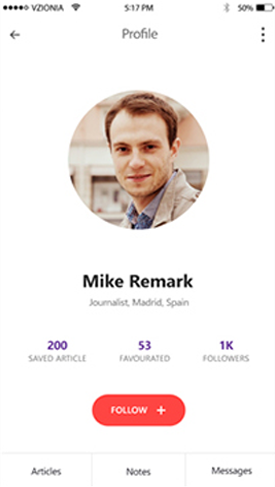 VZIONIA 5:17 PM 50%
Profile
Mike Remark
Journalist, Madrid, Spain
200 53 1K
SAVED ARTICLE FAVOURATED FOLLOWERS
FOLLOW +
Articles Notes Messages